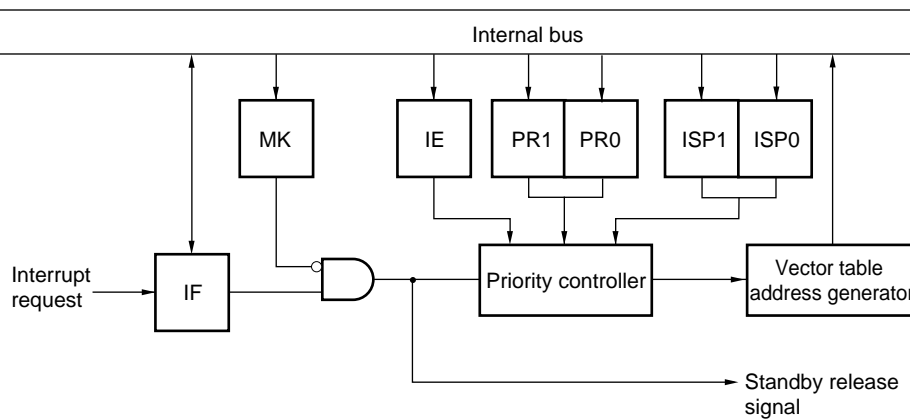 Internal bus
MK
IE
PR1
PR0
ISP1
ISP0
Interrupt
request
IF
Priority controller
Vector table
address generator
Standby release
signal